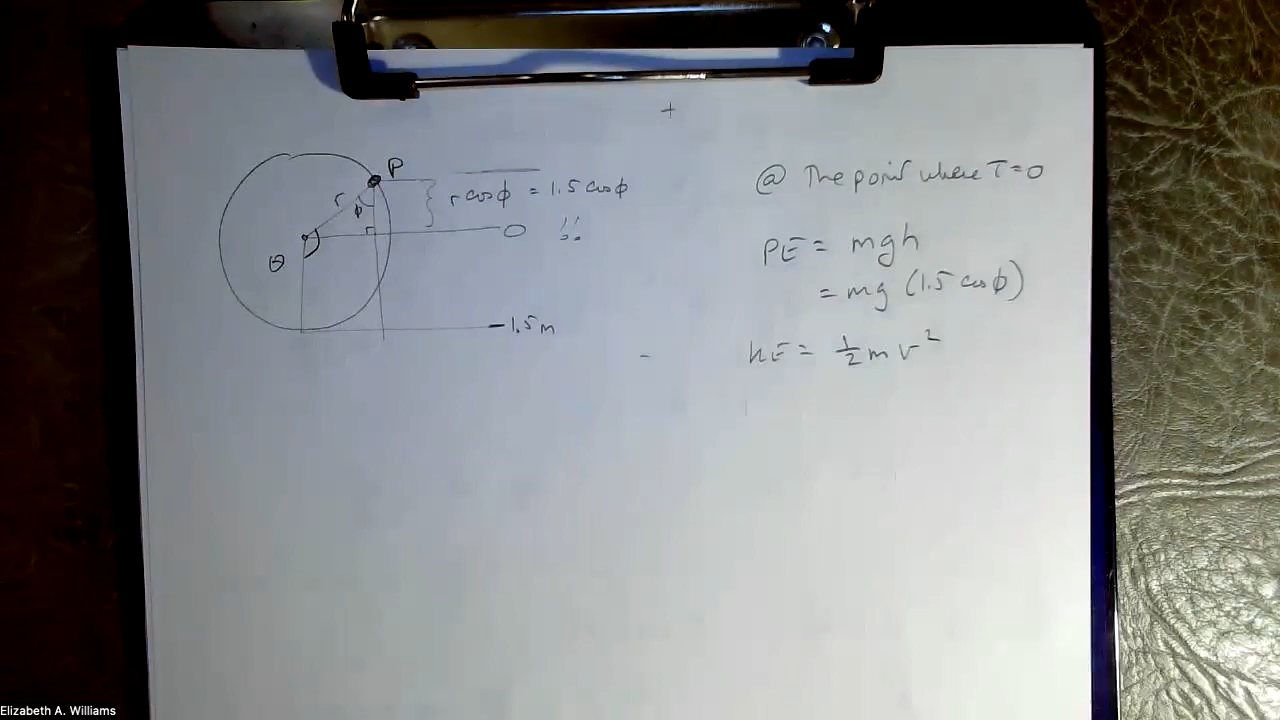 P
r cos ϕ = 1.5 cos ϕ
r
ϕ
0
θ
-1.5m
@ The point where T=0
PE = mgh
= mg (1.5 cos ϕ)
KE = ½ m v²
Elizabeth A. Williams